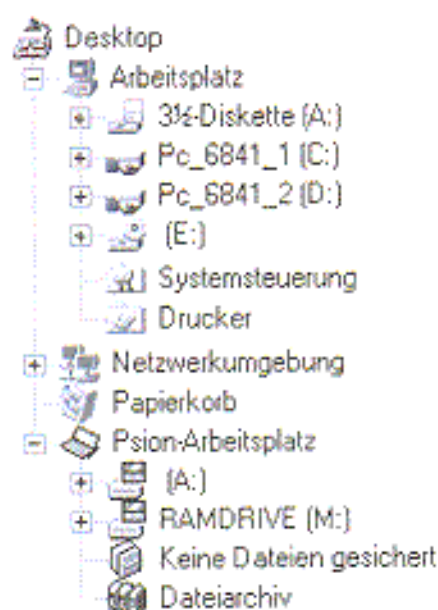 Desktop
Arbeitsplatz
3½-Diskette (A:)
Pc_6841_1 (C:)
Pc_6841_2 (D:)
(E:)
Systemsteuerung
Drucker
Netzwerkumgebung
Papierkorb
Psion-Arbeitsplatz
(A:)
RAMDRIVE (M:)
Keine Dateien gesichert
Dateiarchiv